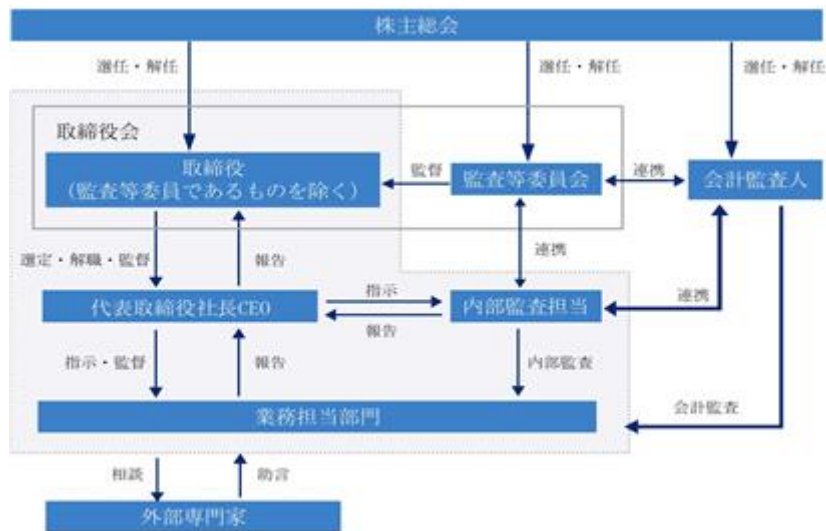 株主総会
選任・解任
選任・解任
選任・解任
取締役会
取締役
(監査等委員であるものを除く)
監督
監査等委員会
連携
会計監査人
選定・解職・監督
報告
連携
連携
代表取締役社長CEO
指示
報告
内部監査担当
指示・監督
報告
内部監査
会計監査
業務担当部門
相談
助言
外部専門家